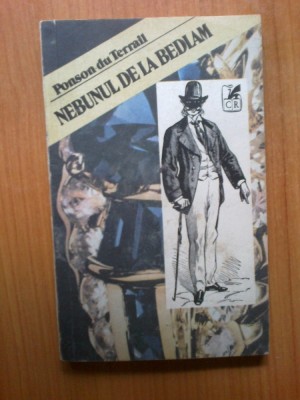 Ponson du Terrail
NEBUNUL DE LA BEDLAM
CR